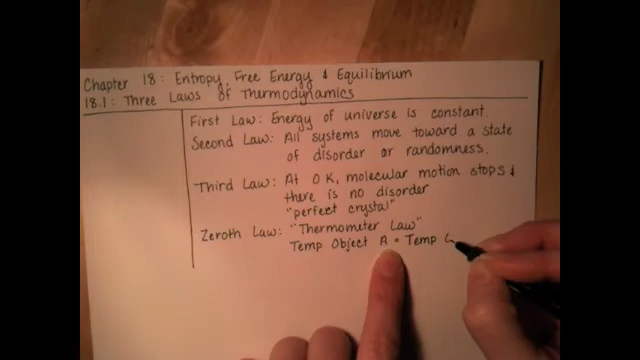 Chapter 18: Entropy, Free Energy & Equilibrium
18.1: Three Laws of Thermodynamics
First Law: Energy of universe is constant.
Second Law: All systems move toward a state
of disorder or randomness.
Third Law: At 0 K, molecular motion stops &
there is no disorder
"perfect crystal"
Zeroth Law: "Thermometer Law"
Temp Object A = Temp